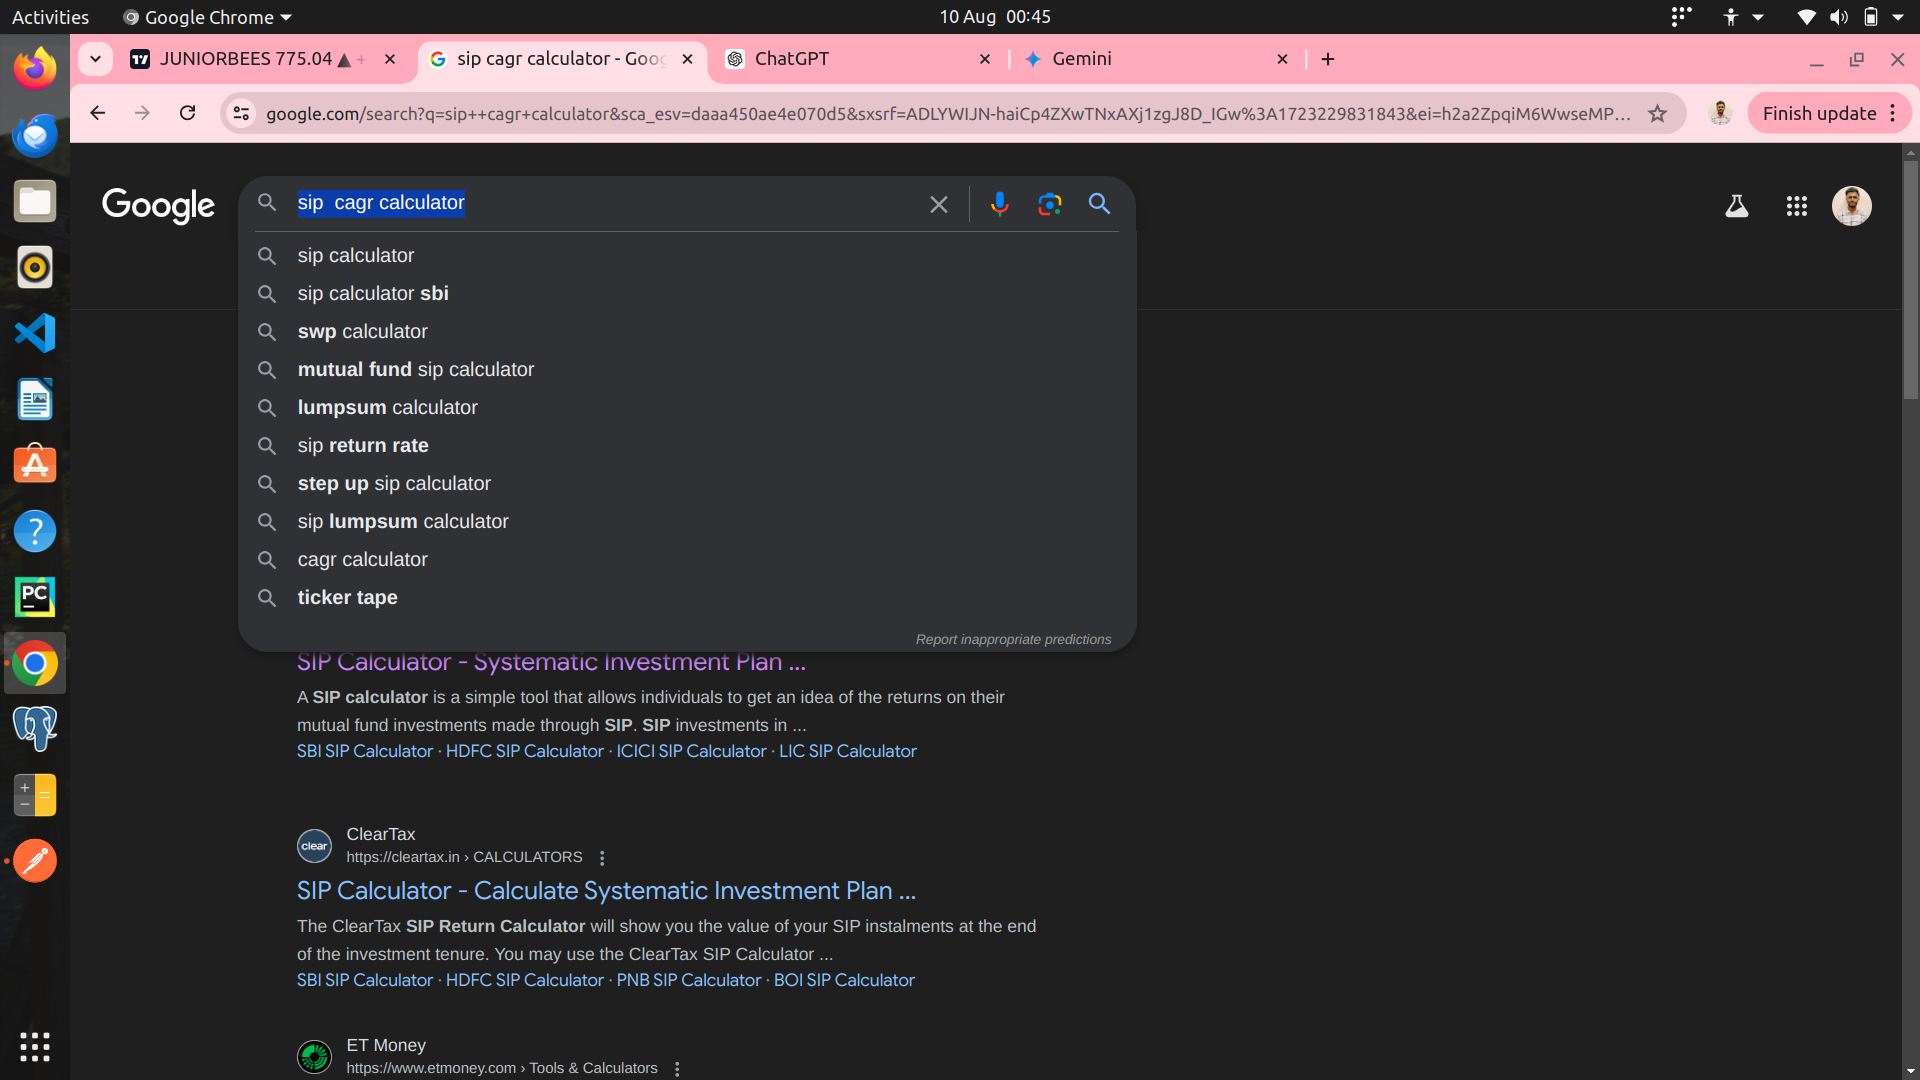 Activities
Google Chrome
10 Aug 00:45
JUNIORBEES 775.04 ▲ +
sip cagr calculator - Goog
ChatGPT
Gemini
google.com/search?q=sip++cagr+calculator&sca_esv=daaa450ae4e070d5&sxsrf=ADLYWIJN-haiCp4ZXwTNxAXj1zgJ8D_IGw%3A1723229831843&ei=h2a2ZpqiM6WwseMP...
Finish update
Google
sip  cagr calculator
sip calculator
sip calculator sbi
swp calculator
mutual fund sip calculator
lumpsum calculator
sip return rate
step up sip calculator
sip lumpsum calculator
cagr calculator
ticker tape
Report inappropriate predictions
SIP Calculator - Systematic Investment Plan ...
A SIP calculator is a simple tool that allows individuals to get an idea of the returns on their
mutual fund investments made through SIP. SIP investments in ...
SBI SIP Calculator · HDFC SIP Calculator · ICICI SIP Calculator · LIC SIP Calculator
clear
ClearTax
https://cleartax.in › CALCULATORS
SIP Calculator - Calculate Systematic Investment Plan ...
The ClearTax SIP Return Calculator will show you the value of your SIP instalments at the end
of the investment tenure. You may use the ClearTax SIP Calculator ...
SBI SIP Calculator · HDFC SIP Calculator · PNB SIP Calculator · BOI SIP Calculator
ET Money
https://www.etmoney.com › Tools & Calculators
PC